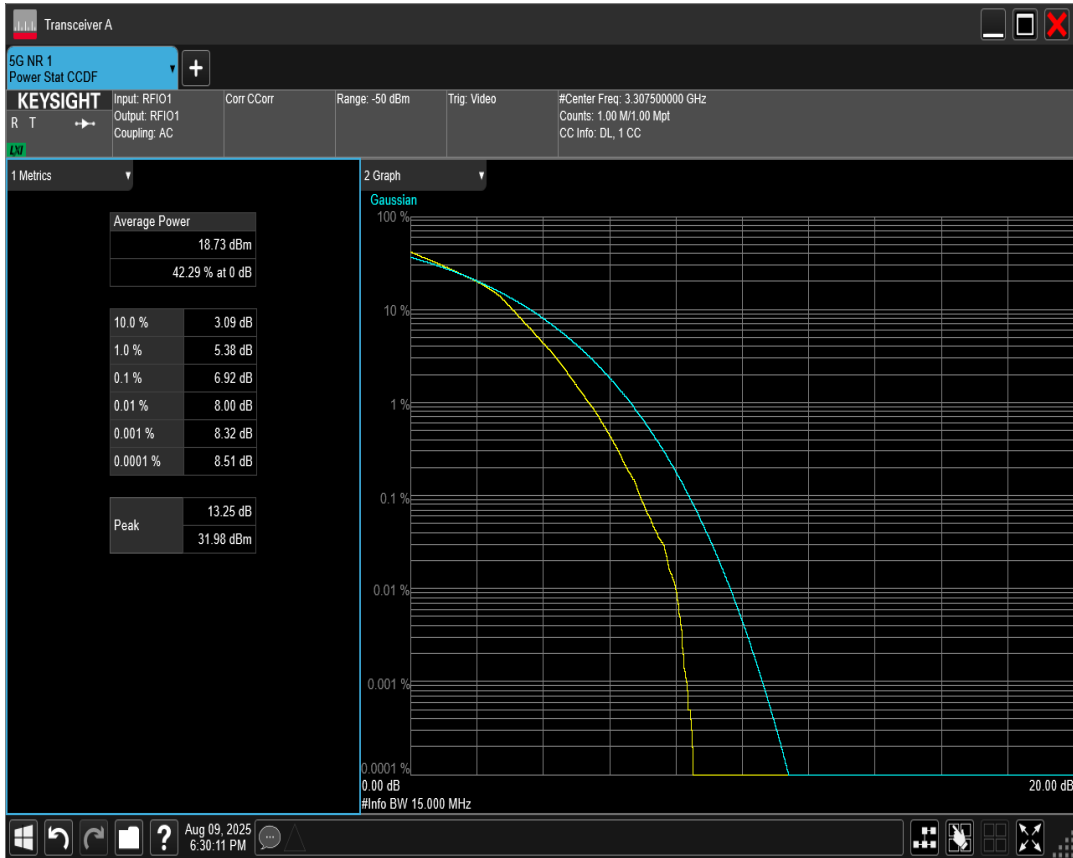 Transceiver A
5G NR 1
Power Stat CCDF
KEYSIGHT
R T
LXI
Input: RFIO1
Output: RFIO1
Coupling: AC
Corr CCorr
Range: -50 dBm
Trig: Video
#Center Freq: 3.307500000 GHz
Counts: 1.00 M/1.00 Mpt
CC Info: DL, 1 CC
1 Metrics
Average Power
18.73 dBm
42.29 % at 0 dB
10.0 % 3.09 dB
1.0 % 5.38 dB
0.1 % 6.92 dB
0.01 % 8.00 dB
0.001 % 8.32 dB
0.0001 % 8.51 dB
Peak
13.25 dB
31.98 dBm
2 Graph
Gaussian
100 %
10 %
1 %
0.1 %
0.01 %
0.001 %
0.0001 %
0.00 dB 20.00 dB
#Info BW 15.000 MHz
?
Aug 09, 2025
6:30:11 PM